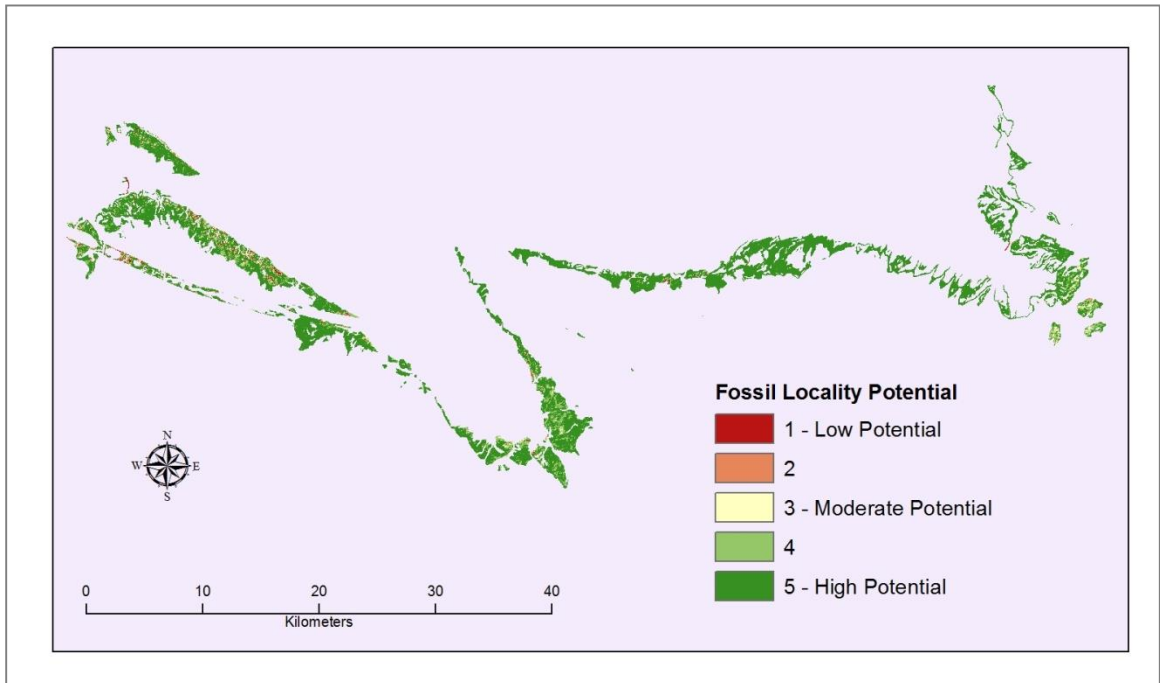 Fossil Locality Potential
1 - Low Potential
2
3 - Moderate Potential
4
5 - High Potential
N
W E
S
0 10 20 30 40
Kilometers